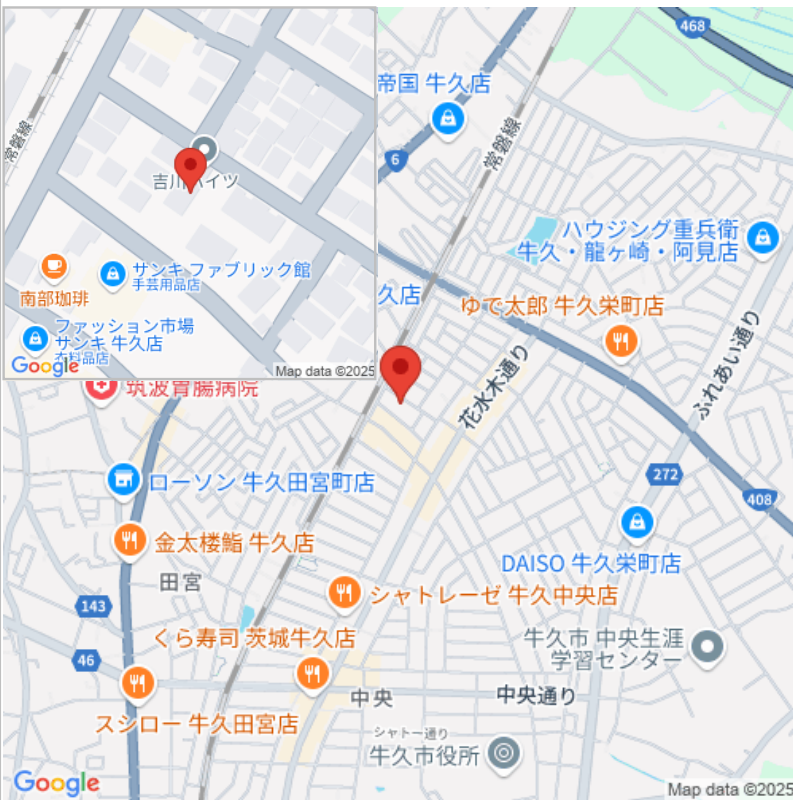 常磐線
吉川ハイツ
サンキ ファブリック館
手芸用品店
南部珈琲
ファッション市場
サンキ 牛久店
衣料品店
Google
Map data ©2025
468
帝国 牛久店
常磐線
6
ハウジング重兵衛
牛久・龍ヶ崎・阿見店
久店
ゆで太郎 牛久栄町店
ふれあい通り
花水木通り
筑波胃腸病院
ローソン 牛久田宮町店
272
408
金太楼鮨 牛久店
DAISO 牛久栄町店
田宮
シャトレーゼ 牛久中央店
143
くら寿司 茨城牛久店
牛久市 中央生涯
学習センター
46
中央
中央通り
スシロー 牛久田宮店
シャトー通り
牛久市役所
Google
Map data ©2025